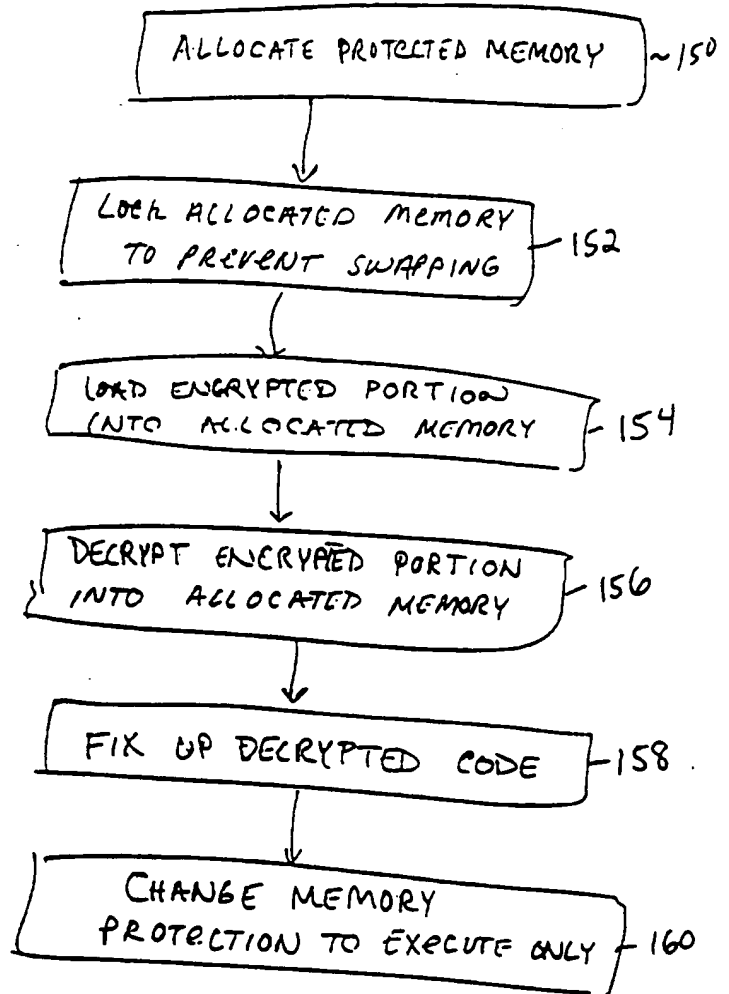 ALLOCATE PROTECTED MEMORY ~150
LOCK ALLOCATED MEMORY
TO PREVENT SWAPPING 152
LOAD ENCRYPTED PORTION
INTO ALLOCATED MEMORY 154
DECRYPT ENCRYPTED PORTION
INTO ALLOCATED MEMORY 156
FIX UP DECRYPTED CODE 158
CHANGE MEMORY
PROTECTION TO EXECUTE ONLY 160